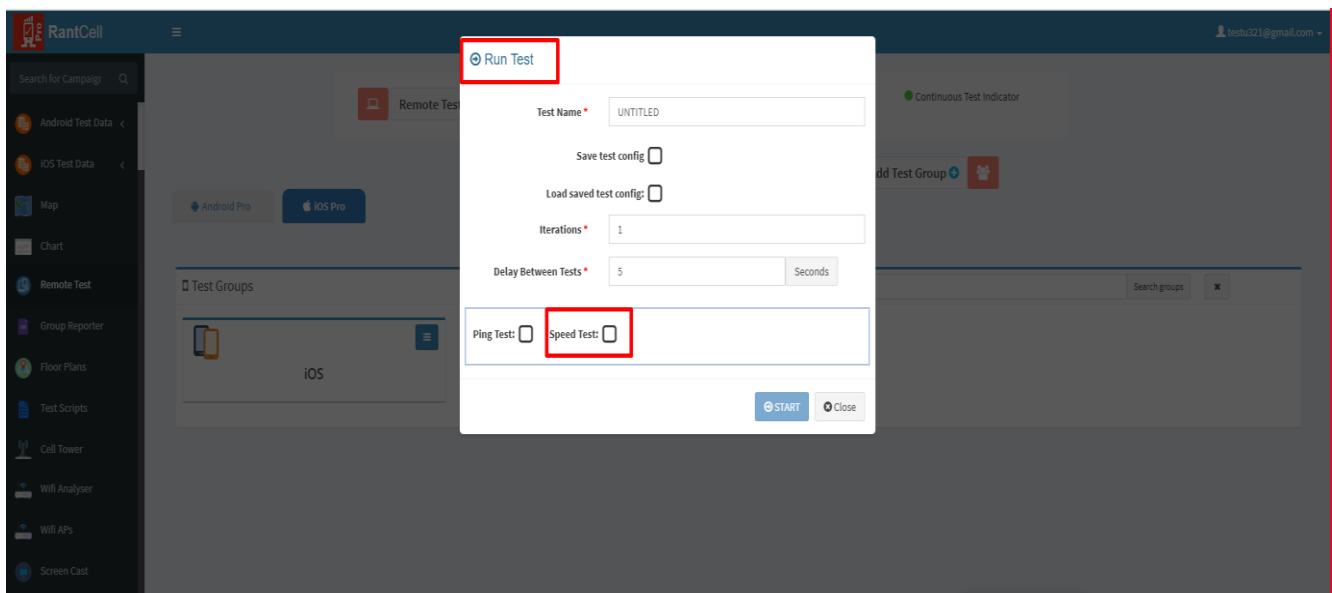 Pro RantCell
testu321@gmail.com
Search for Campaigr
Android Test Data
iOS Test Data
Map
Chart
Remote Test
Group Reporter
Floor Plans
Test Scripts
Cell Tower
Wifi Analyser
Wifi APs
Screen Cast
Remote Tes
Continuous Test Indicator
dd Test Group
Android Pro iOS Pro
Test Groups
Search groups x
iOS
Run Test
Test Name * UNTITLED
Save test config
Load saved test config:
Iterations * 1
Delay Between Tests * 5 Seconds
Ping Test: Speed Test:
START Close